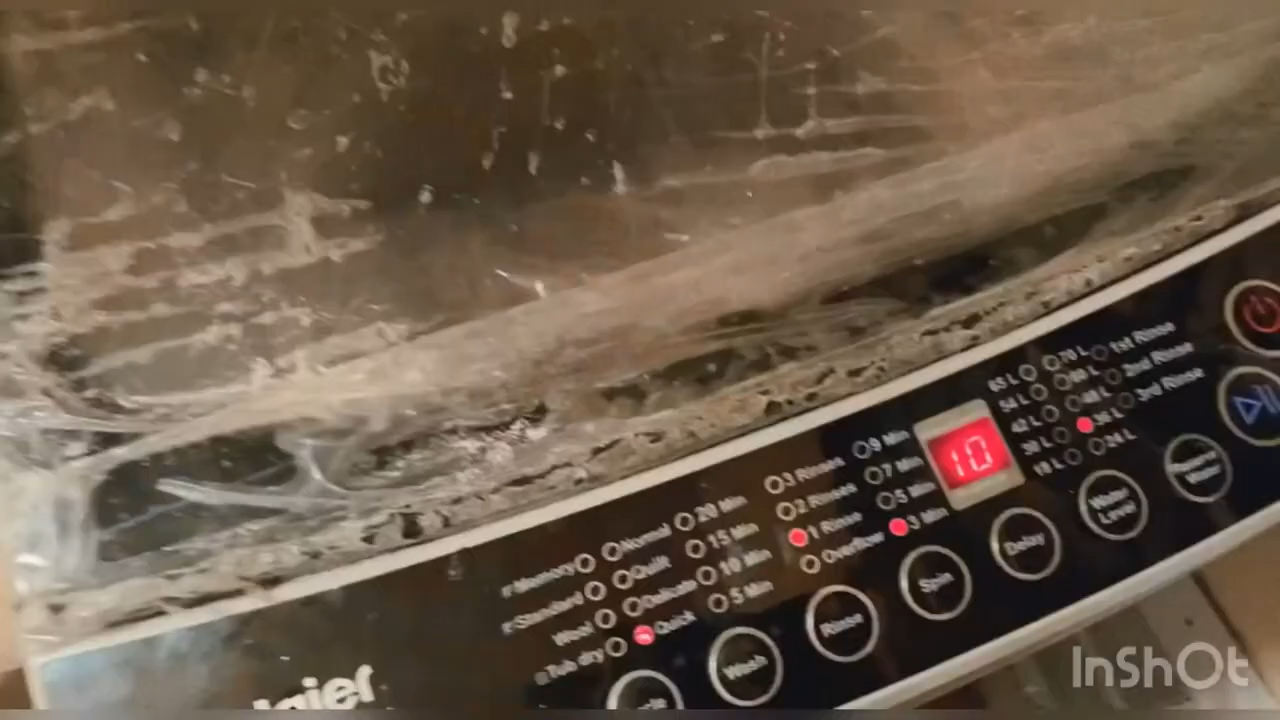 70 L
65 L
1st Rinse
60 L
54 L
2nd Rinse
48 L
42 L
3rd Rinse
36 L
30 L
24 L
18 L
10
9 Min
3 Rinses
7 Min
2 Rinses
5 Min
1 Rinse
3 Min
Overflow
20 Min
Normal
Memory
15 Min
Quilt
Standard
10 Min
Delicate
Wool
5 Min
Quick
Tub dry
Water
Level
Delay
Spin
Rinse
Wash
InShOt